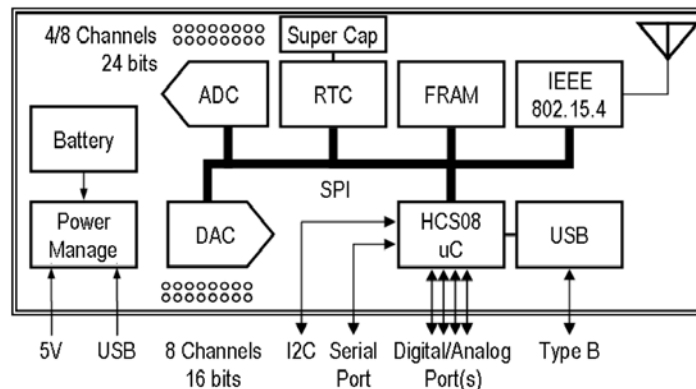 4/8 Channels
24 bits
Super Cap
ADC
RTC
FRAM
IEEE
802.15.4
Battery
SPI
Power
Manage
DAC
HCS08
uC
USB
5V
USB
8 Channels
16 bits
I2C
Serial
Port
Digital/Analog
Port(s)
Type B